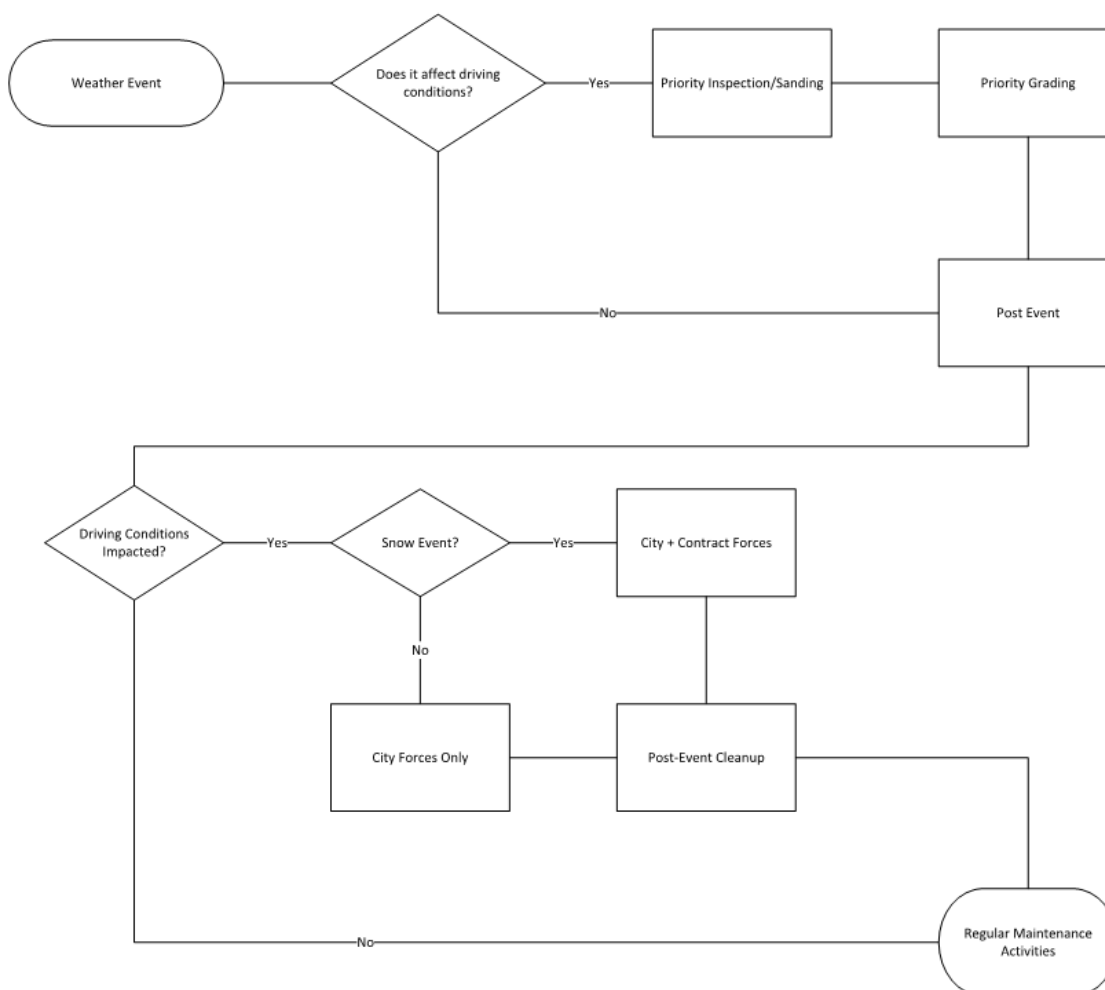 Weather Event
Does it affect driving
conditions?
Yes
Priority Inspection/Sanding
Priority Grading
No
Post Event
Driving Conditions
Impacted?
Yes
Snow Event?
Yes
City + Contract Forces
No
City Forces Only
Post-Event Cleanup
No
Regular Maintenance
Activities